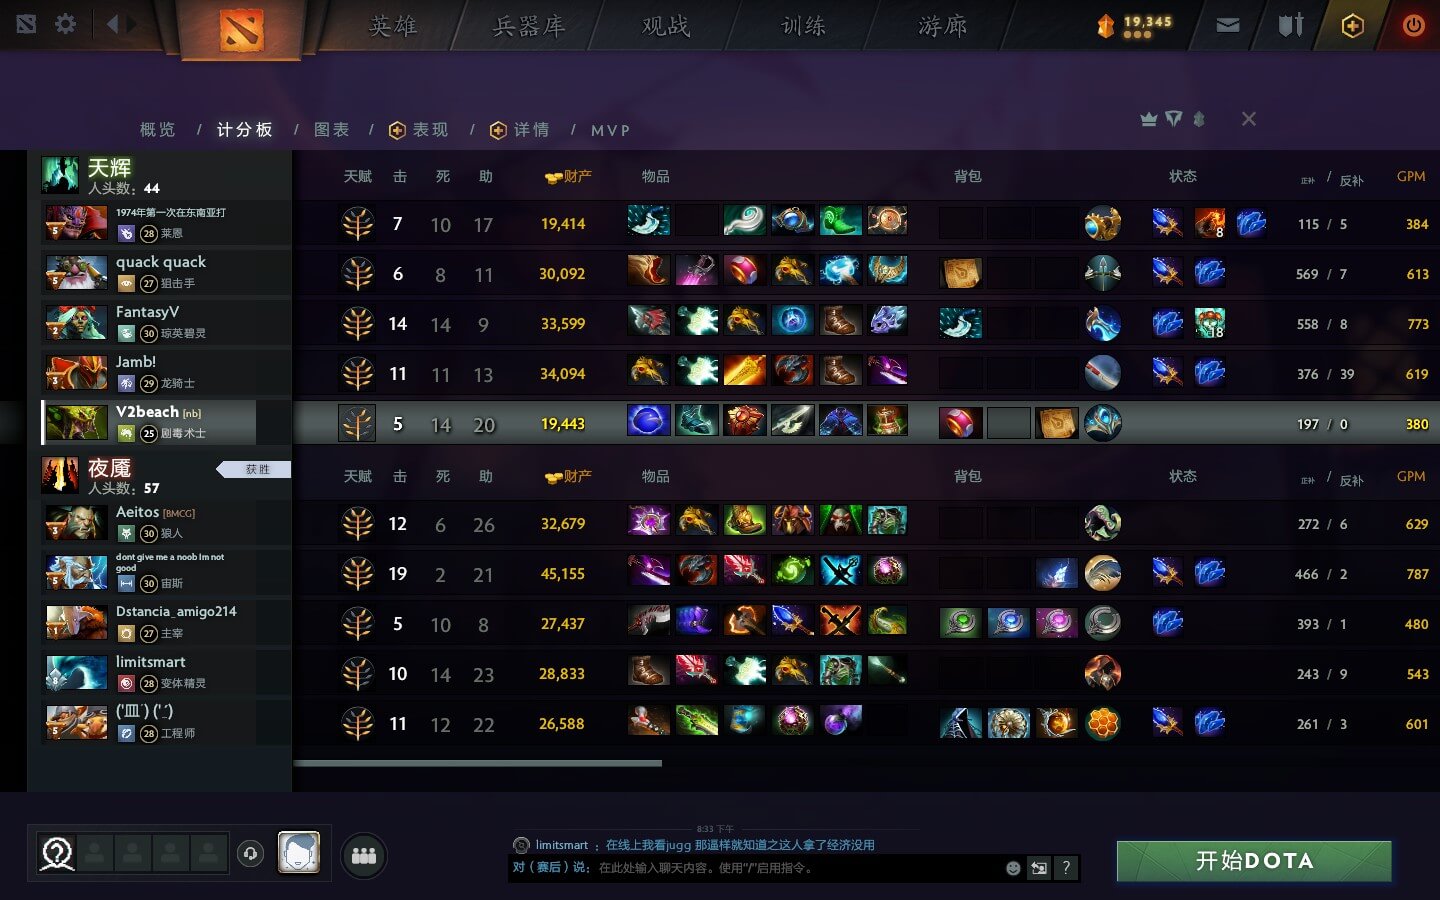 英雄 兵器库 观战 训练 游廊 19,345
概览 / 计分板 / 图表 / 表现 / 详情 / MVP
天辉
人头数: 44
天赋 击 死 助 财产 物品 背包 状态 正补 / 反补 GPM
1974年第一次在东南亚打
5 28 莱恩 7 10 17 19,414 8 115 / 5 384
quack quack
5 27 狙击手 6 8 11 30,092 569 / 7 613
FantasyV
2 30 琼英碧灵 14 14 9 33,599 18 558 / 8 773
Jamb!
3 29 龙骑士 11 11 13 34,094 376 / 39 619
V2beach [nb]
25 剧毒术士 5 14 20 19,443 197 / 0 380
夜魇 获胜
人头数: 57
天赋 击 死 助 财产 物品 背包 状态 正补 / 反补 GPM
Aeitos [BMCG]
3 30 狼人 12 6 26 32,679 272 / 6 629
dont give me a noob Im not
good
5 30 宙斯 19 2 21 45,155 466 / 2 787
Dstancia_amigo214
1 27 主宰 5 10 8 27,437 393 / 1 480
limitsmart
28 变体精灵 10 14 23 28,833 243 / 9 543
5 28 工程师 11 12 22 26,588 261 / 3 601
8:33 下午
limitsmart : 在线上我看jugg 那逼样就知道之这人拿了经济没用
对（赛后）说: 在此处输入聊天内容。使用“/”启用指令。 ?
开始DOTA